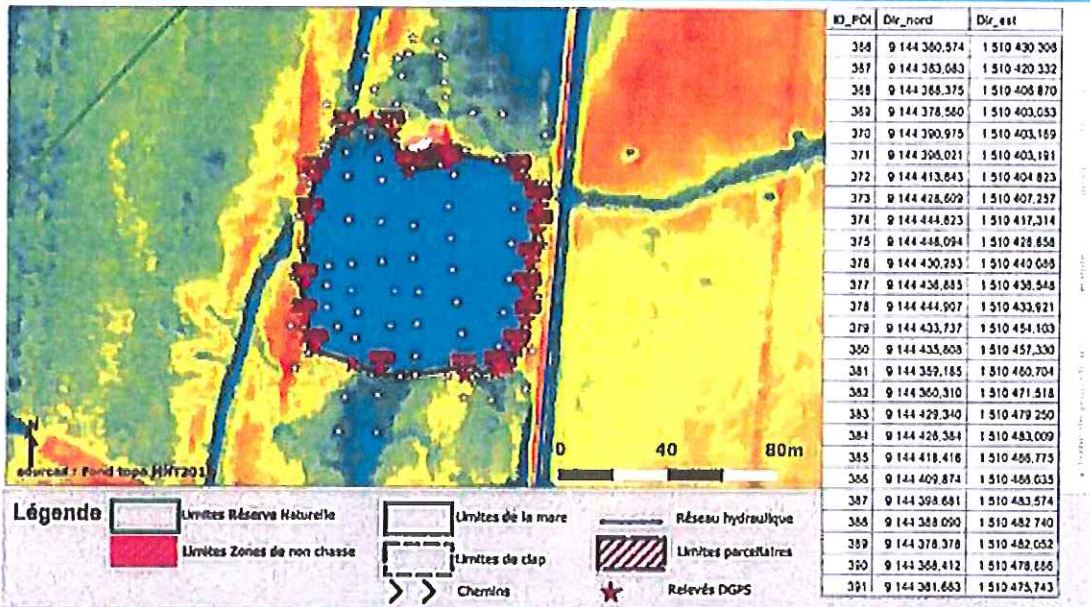 ID_POI Dir_nord Dir_est
9 144 360,574 1 510 430,306
367 9 144 363,083 1 510 420,332
368 9 144 368,375 1 510 406,870
369 9 144 378,580 1 510 403,053
370 9 144 390,975 1 510 403,169
371 9 144 396,021 1 510 403,191
372 9 144 413,643 1 510 404,823
373 9 144 428,609 1 510 407,257
374 9 144 444,623 1 510 417,314
375 9 144 448,094 1 510 428,658
376 9 144 430,283 1 510 440,086
377 9 144 436,885 1 510 436,548
378 9 144 444,907 1 510 433,921
379 9 144 433,737 1 510 454,103
380 9 144 435,808 1 510 457,330
381 9 144 359,185 1 510 460,704
382 9 144 360,310 1 510 471,518
383 9 144 429,340 1 510 479,250
384 9 144 426,384 1 510 483,009
385 9 144 418,416 1 510 486,775
386 9 144 409,874 1 510 486,035
387 9 144 398,681 1 510 483,574
388 9 144 388,090 1 510 482,740
389 9 144 378,378 1 510 482,052
390 9 144 368,412 1 510 478,886
391 9 144 361,663 1 510 475,743
N
sources : Fond topo MNT201
0 40 80m
Légende
Limites Réserve Naturelle
Limites de la mare
Réseau hydraulique
Limites Zones de non chasse
Limites de clap
Limites parcellaires
Chemins
Relevés DGPS